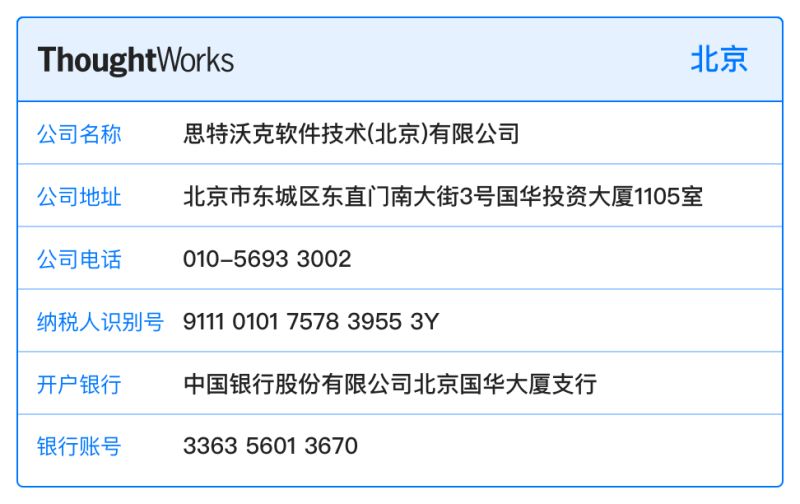 ThoughtWorks 北京
公司名称 思特沃克软件技术(北京)有限公司
公司地址 北京市东城区东直门南大街3号国华投资大厦1105室
公司电话 010-5693 3002
纳税人识别号 9111 0101 7578 3955 3Y
开户银行 中国银行股份有限公司北京国华大厦支行
银行账号 3363 5601 3670